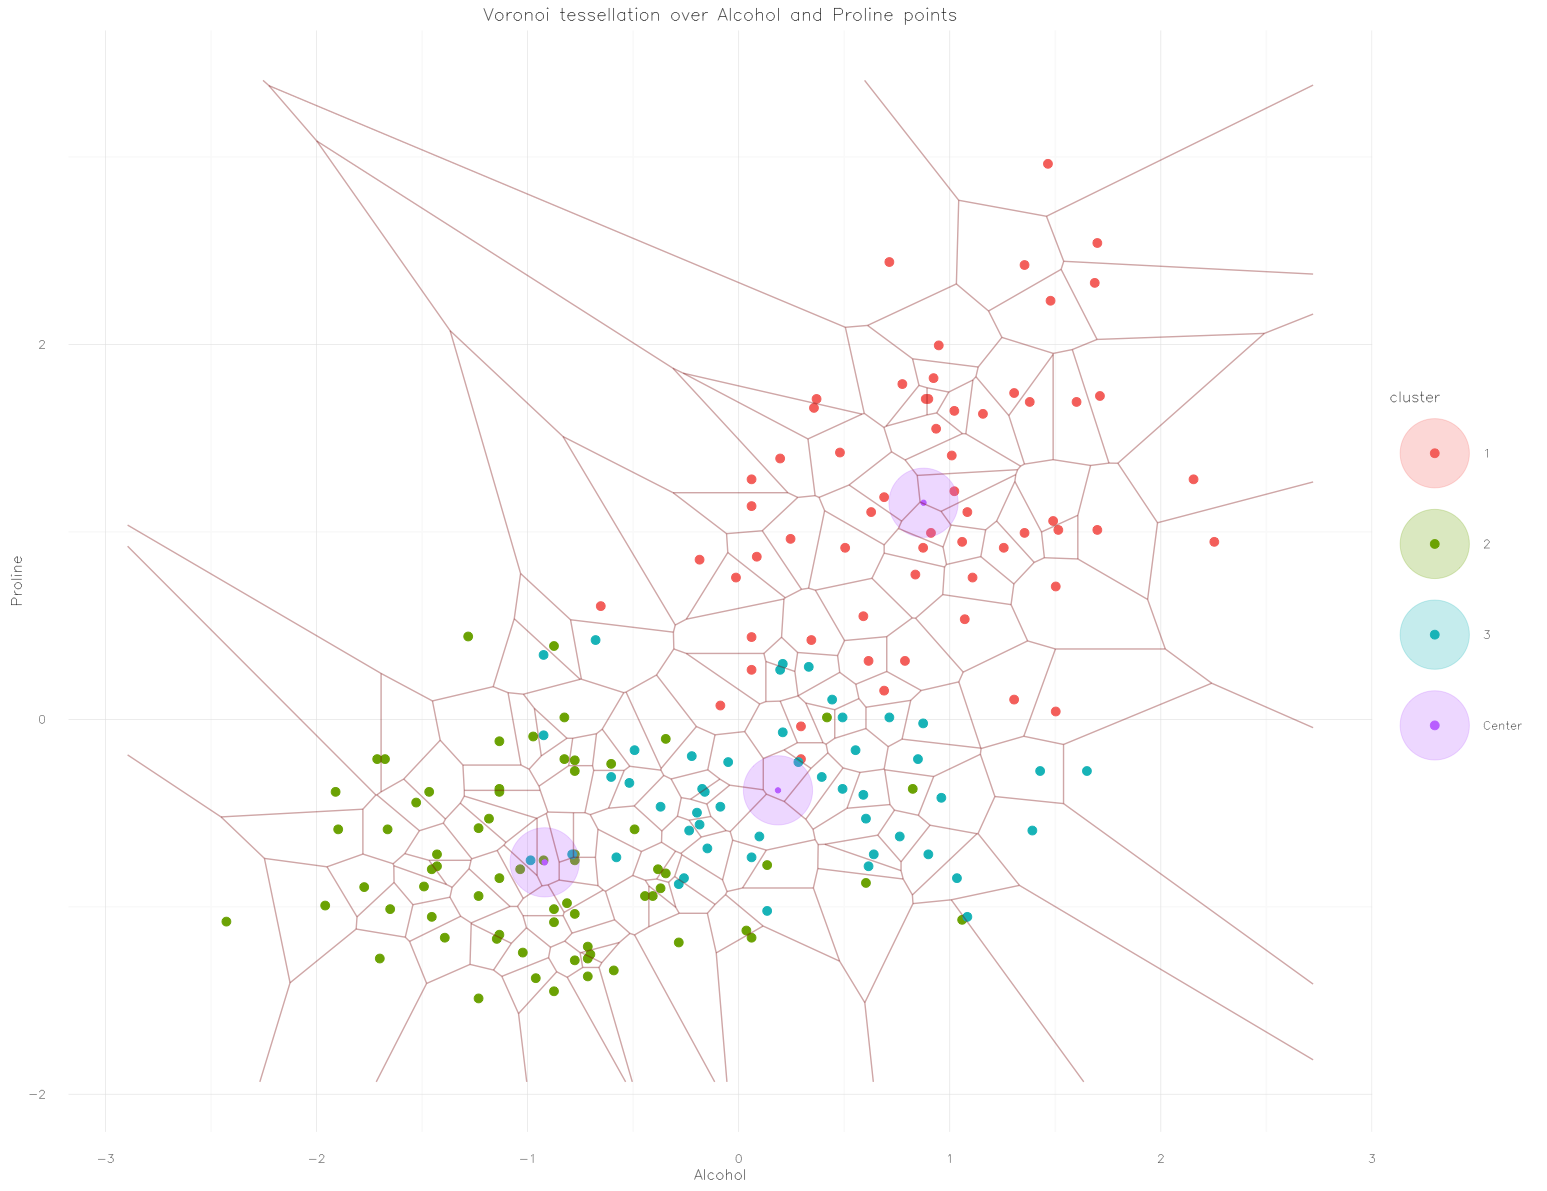 Voronoi tessellation over Alcohol and Proline points
Proline
2
0
−2
−3
−2
−1
0
1
2
3
Alcohol
cluster
1
2
3
Center